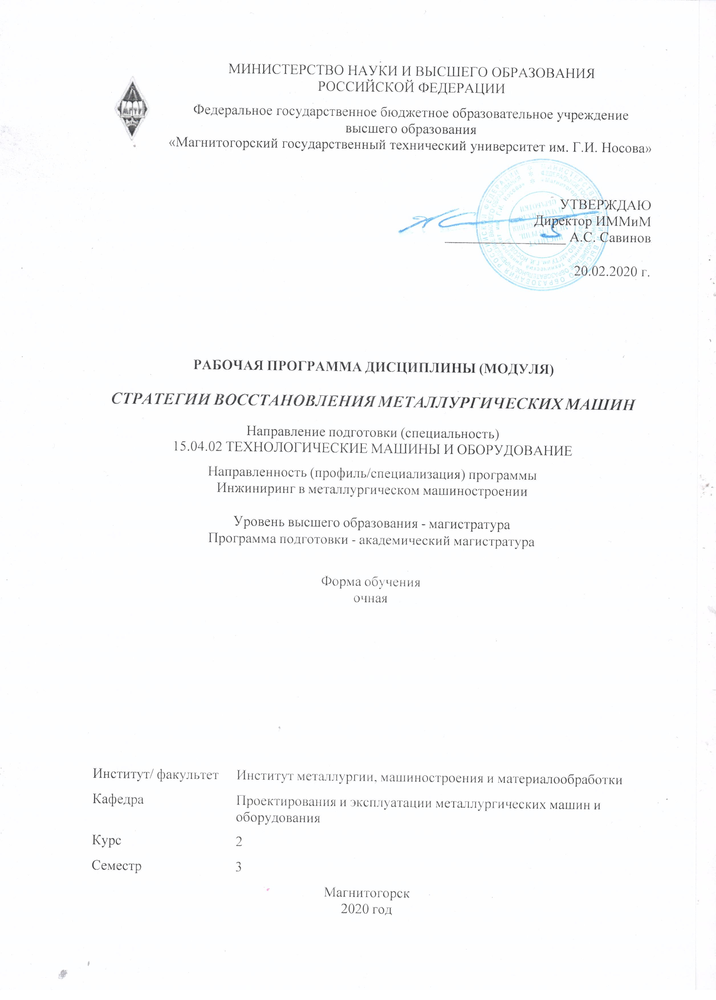 МИНИСТЕРСТВО НАУКИ И ВЫСШЕГО ОБРАЗОВАНИЯ
РОССИЙСКОЙ ФЕДЕРАЦИИ
МГТУ
Федеральное государственное бюджетное образовательное учреждение
высшего образования
«Магнитогорский государственный технический университет им. Г.И. Носова»
УТВЕРЖДАЮ
Директор ИММиМ
А.С. Савинов
20.02.2020 г.
РАБОЧАЯ ПРОГРАММА ДИСЦИПЛИНЫ (МОДУЛЯ)
СТРАТЕГИИ ВОССТАНОВЛЕНИЯ МЕТАЛЛУРГИЧЕСКИХ МАШИН
Направление подготовки (специальность)
15.04.02 ТЕХНОЛОГИЧЕСКИЕ МАШИНЫ И ОБОРУДОВАНИЕ
Направленность (профиль/специализация) программы
Инжиниринг в металлургическом машиностроении
Уровень высшего образования - магистратура
Программа подготовки - академический магистратура
Форма обучения
очная
Институт/ факультет Институт металлургии, машиностроения и материалообработки
Кафедра Проектирования и эксплуатации металлургических машин и
оборудования
Курс 2
Семестр 3
Магнитогорск
2020 год